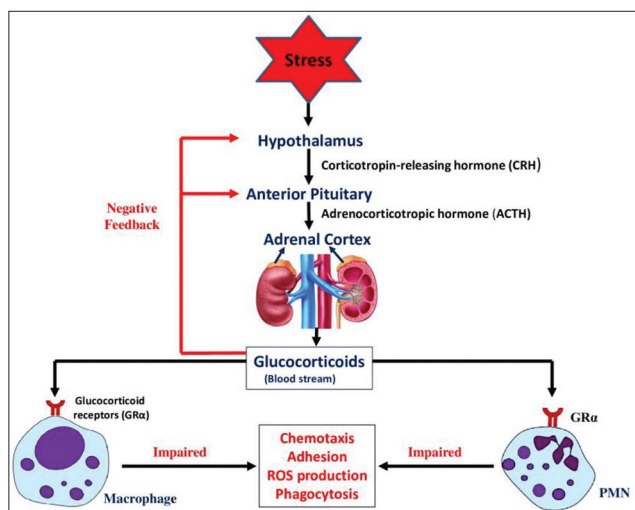 Stress
Hypothalamus
Corticotropin-releasing hormone (CRH)
Anterior Pituitary
Negative
Feedback
Adrenocorticotropic hormone (ACTH)
Adrenal Cortex
Glucocorticoids
(Blood stream)
Glucocorticoid
receptors (GRα)
GRα
Impaired
Chemotaxis
Adhesion
ROS production
Phagocytosis
Impaired
Macrophage
PMN